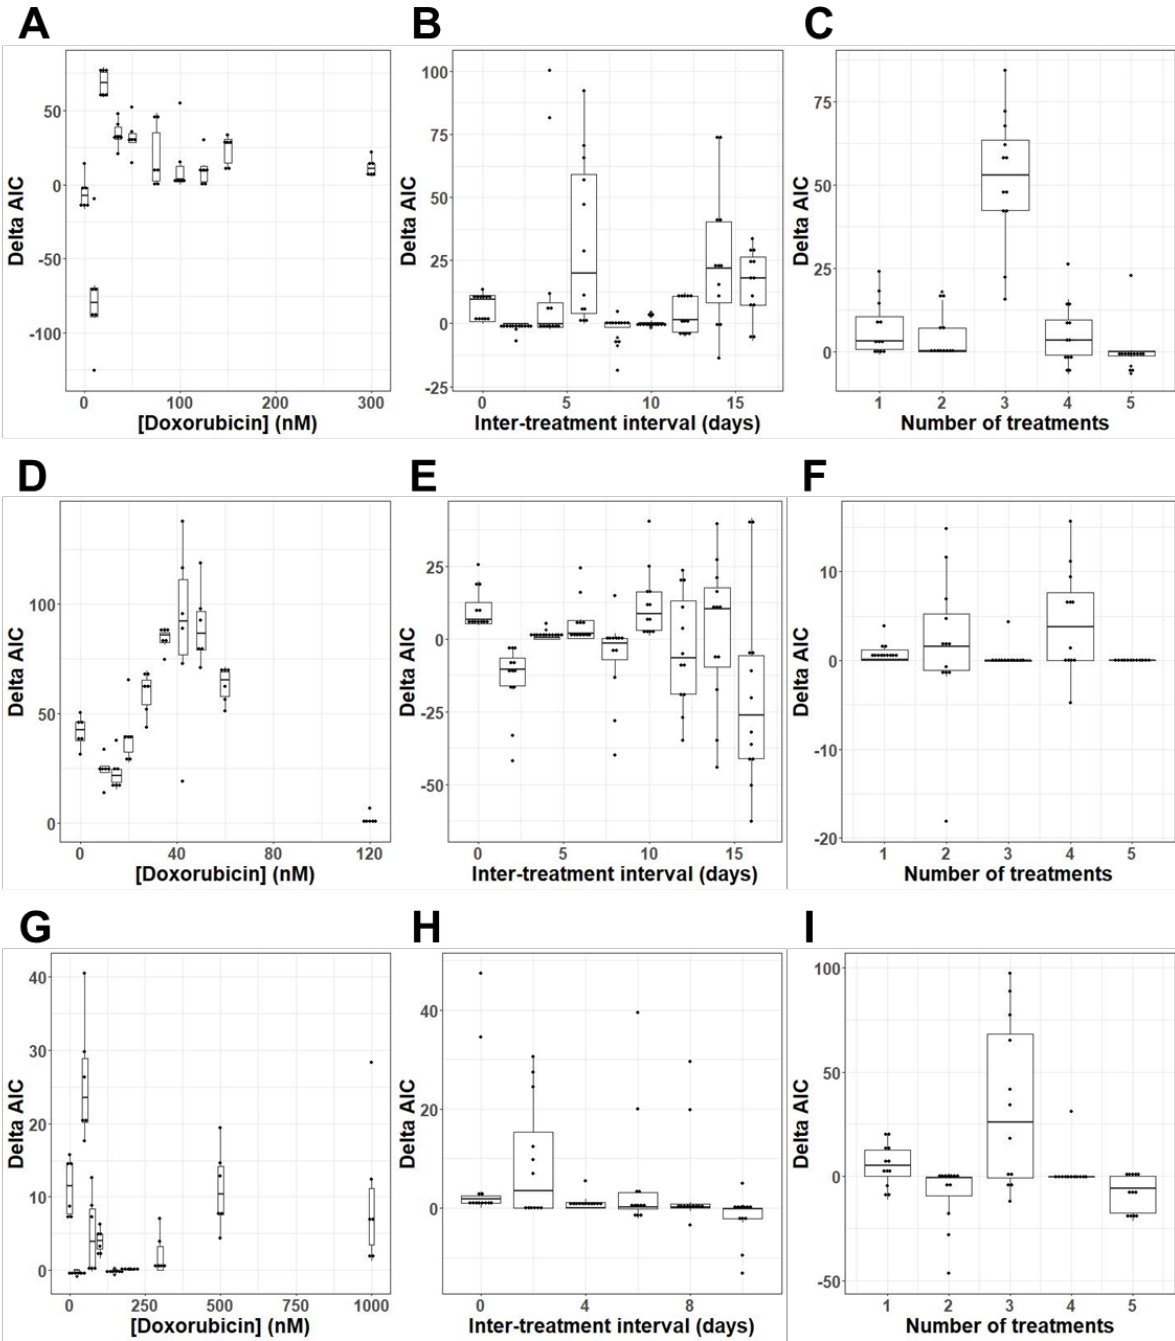 A B C
Delta AIC
50
0
-50
-100
0 100 200 300
[Doxorubicin] (nM)
Delta AIC
100
75
50
25
0
-25
0 5 10 15
Inter-treatment interval (days)
Delta AIC
75
50
25
0
1 2 3 4 5
Number of treatments
D E F
Delta AIC
100
50
0
0 40 80 120
[Doxorubicin] (nM)
Delta AIC
25
0
-25
-50
0 5 10 15
Inter-treatment interval (days)
Delta AIC
10
0
-10
-20
1 2 3 4 5
Number of treatments
G H I
Delta AIC
40
30
20
10
0
0 250 500 750 1000
[Doxorubicin] (nM)
Delta AIC
40
20
0
0 4 8
Inter-treatment interval (days)
Delta AIC
100
50
0
-50
1 2 3 4 5
Number of treatments